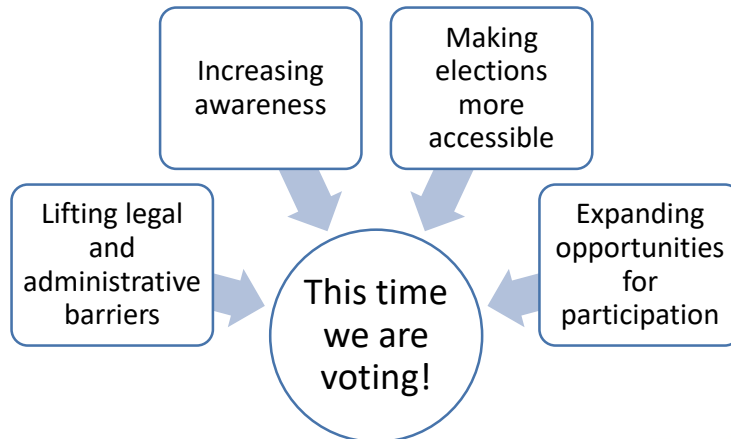 Increasing
awareness
Making
elections
more
accessible
Lifting legal
and
administrative
barriers
Expanding
opportunities
for
participation
This time
we are
voting!